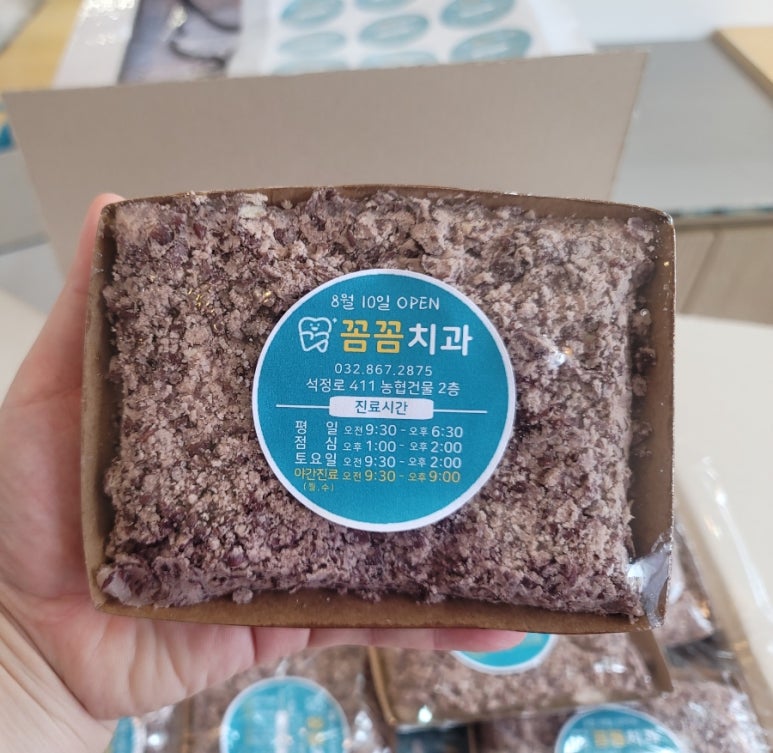 8월 10일 OPEN
꼼꼼치과
032.867.2875
석정로 411 농협건물 2층
진료시간
평 일 오전 9:30 - 오후 6:30
점 심 오후 1:00 - 오후 2:00
토요일 오전 9:30 - 오후 2:00
야간진료 오전 9:30 - 오후 9:00
(월,수)